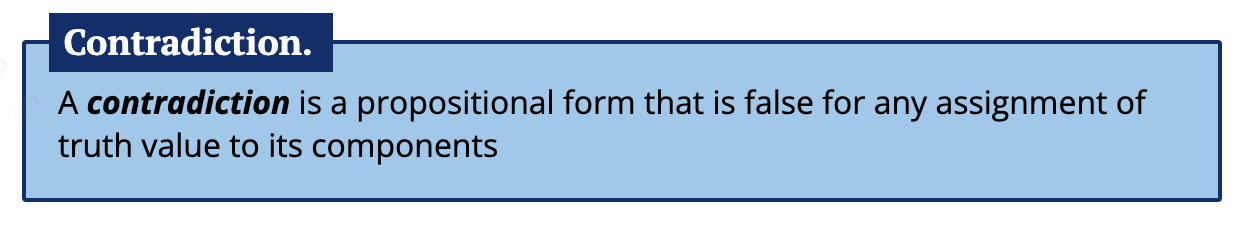 Contradiction.
A contradiction is a propositional form that is false for any assignment of
truth value to its components